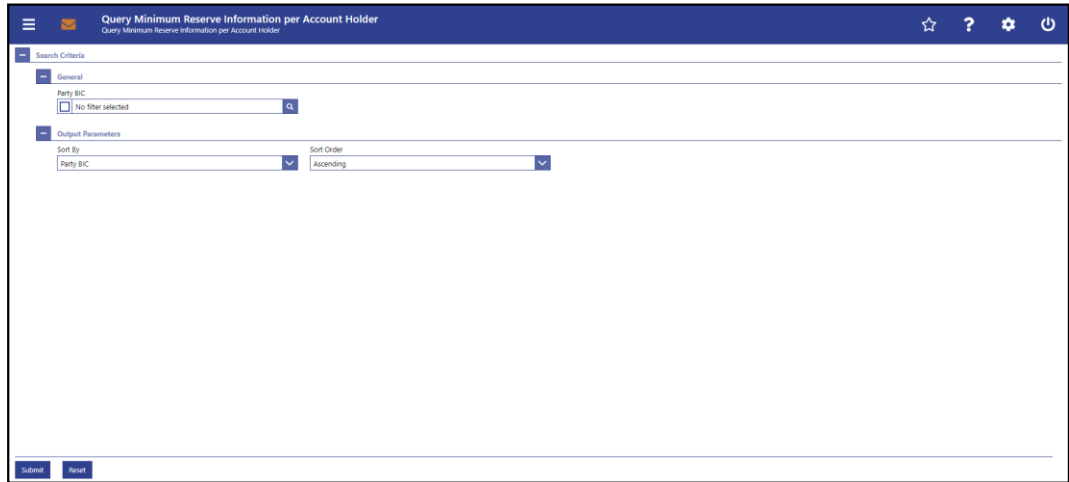 Query Minimum Reserve Information per Account Holder
Query Minimum Reserve Information per Account Holder
?
Search Criteria
General
Party BIC
No filter selected
Output Parameters
Sort By Sort Order
Party BIC Ascending
Submit Reset